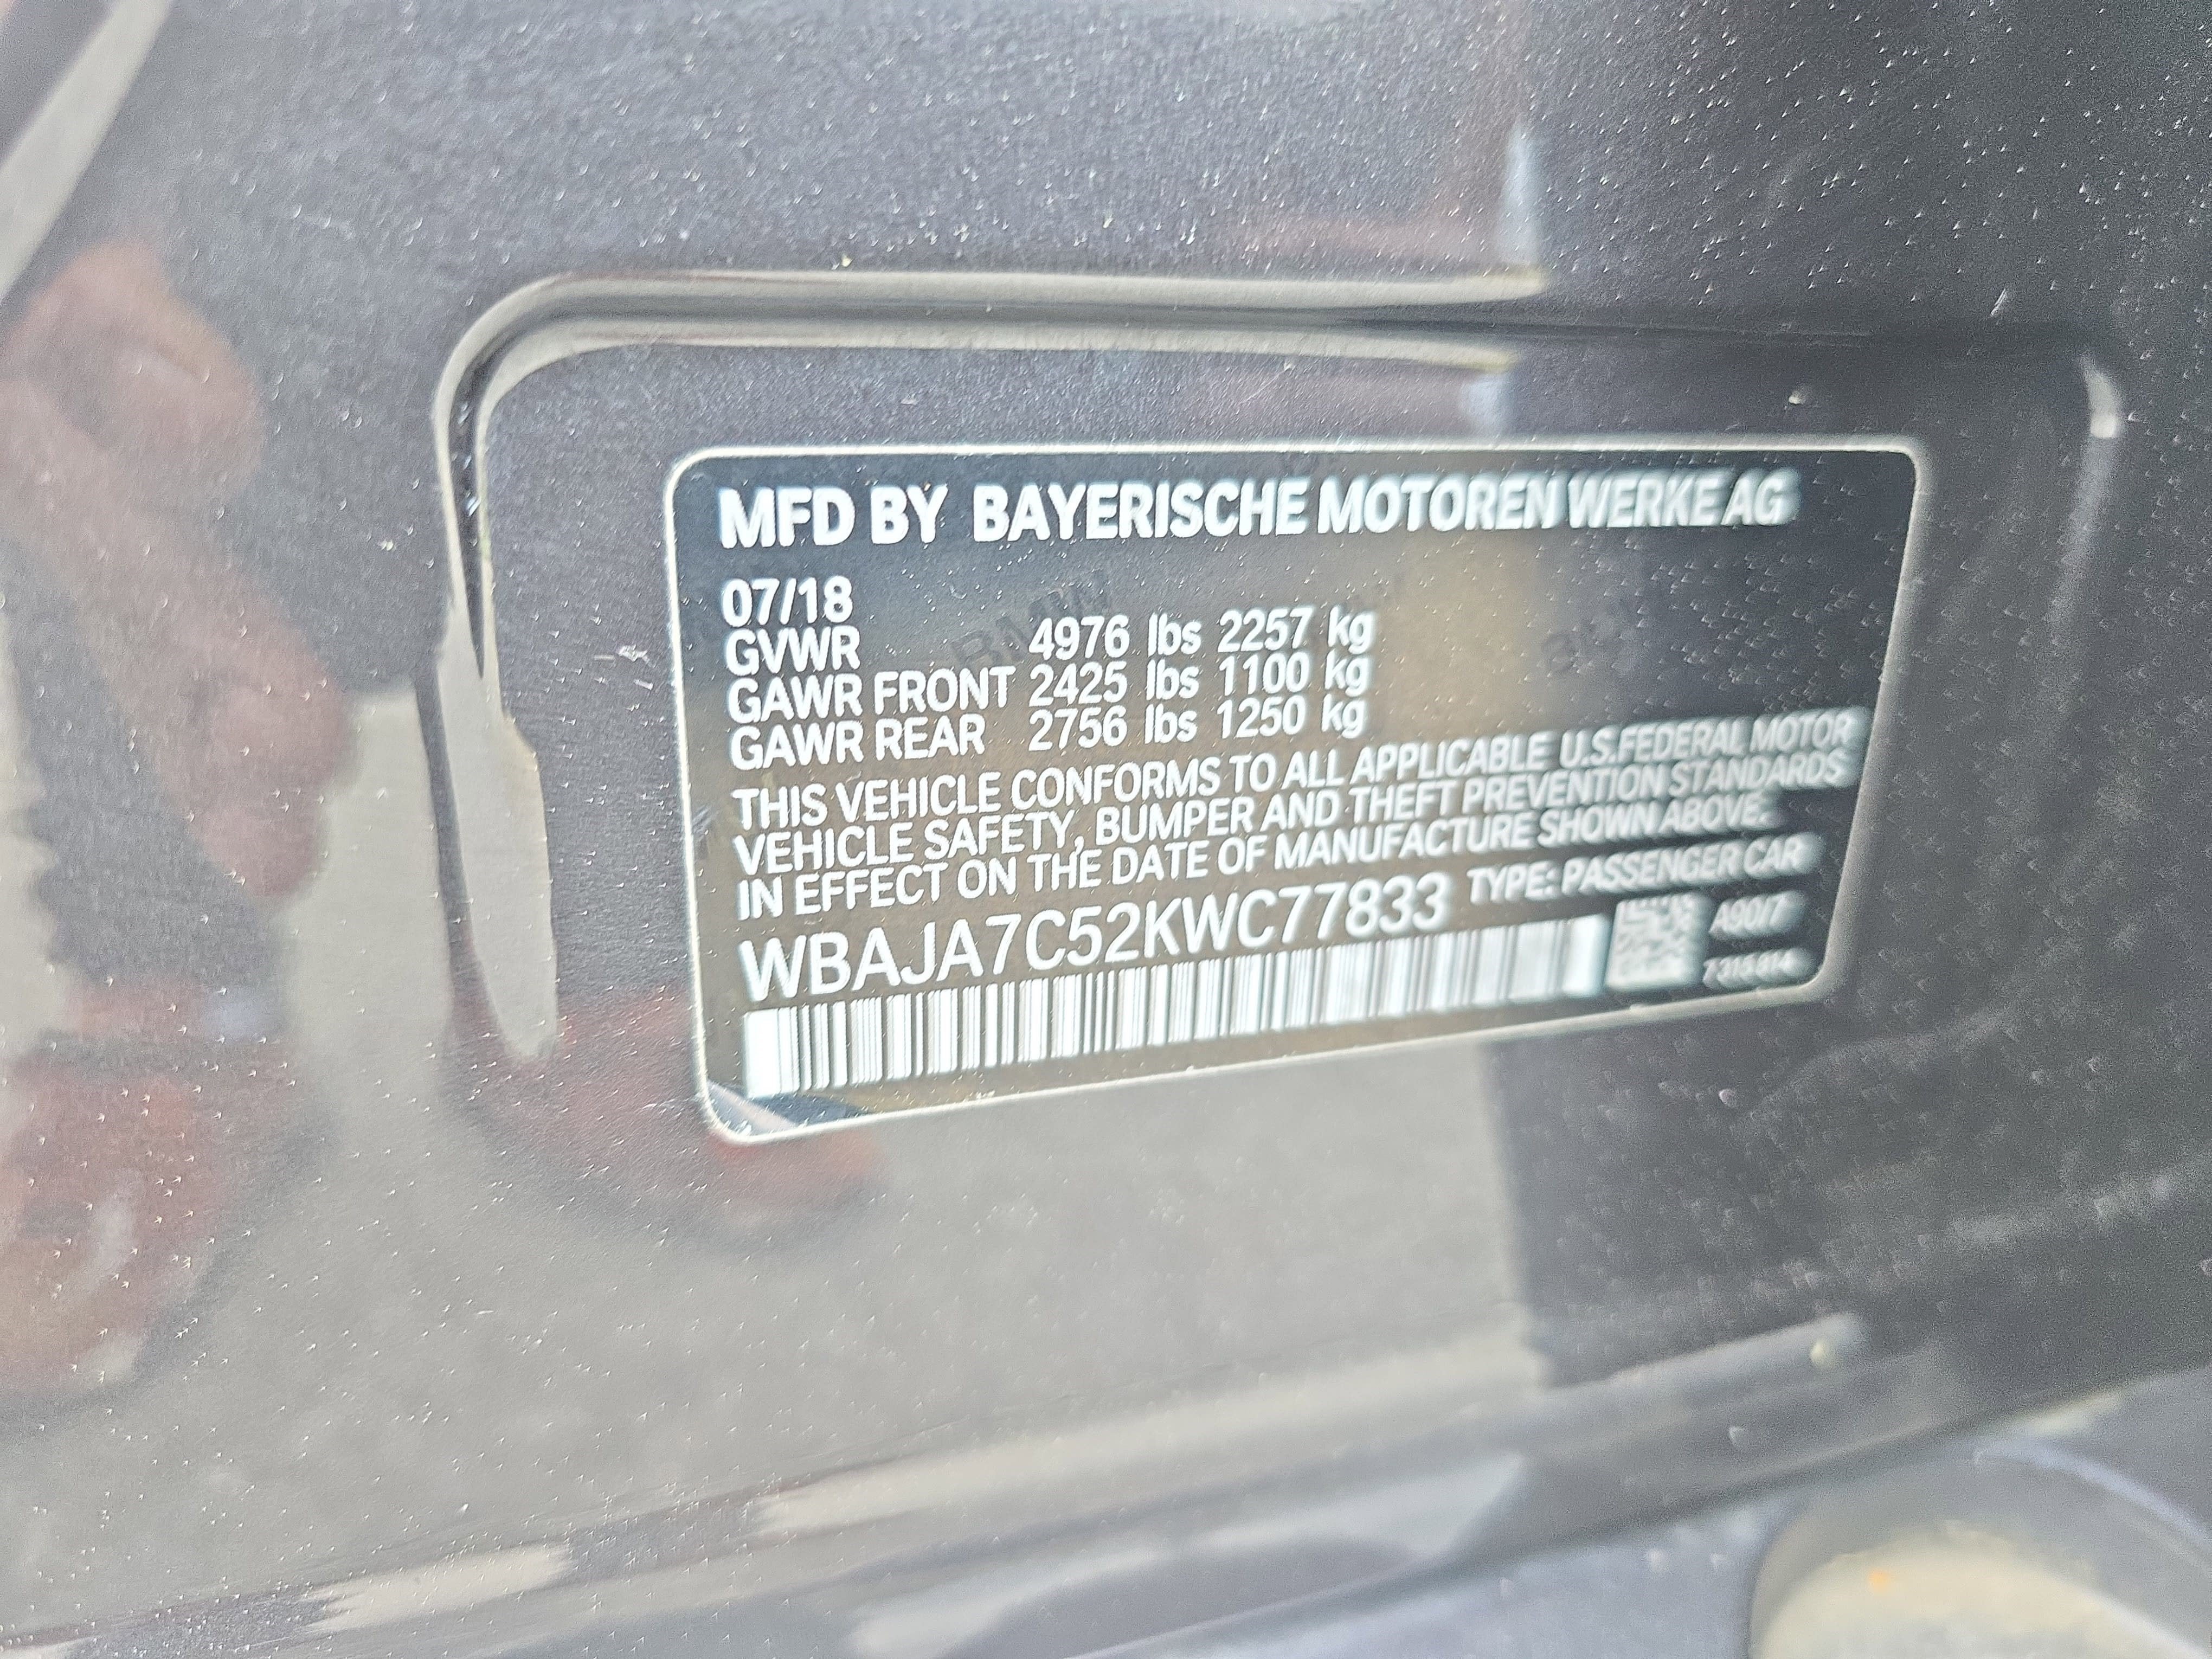 MFD BY BAYERISCHE MOTOREN WERKE AG
07/18
GVWR 4976 lbs 2257 kg
GAWR FRONT 2425 lbs 1100 kg
GAWR REAR 2756 lbs 1250 kg
THIS VEHICLE CONFORMS TO ALL APPLICABLE U.S.FEDERAL MOTOR
VEHICLE SAFETY, BUMPER AND THEFT PREVENTION STANDARDS
IN EFFECT ON THE DATE OF MANUFACTURE SHOWN ABOVE.
WBAJA7C52KWC77833 TYPE: PASSENGER CAR
A90/7